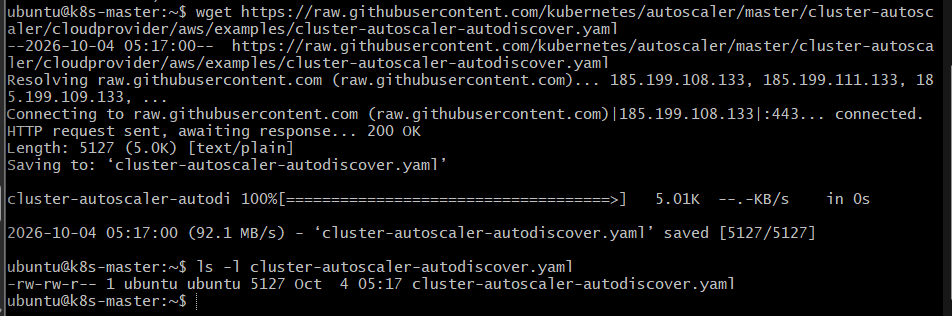 ubuntu@k8s-master:~$ wget https://raw.githubusercontent.com/kubernetes/autoscaler/master/cluster-autosc
aler/cloudprovider/aws/examples/cluster-autoscaler-autodiscover.yaml
--2026-10-04 05:17:00--  https://raw.githubusercontent.com/kubernetes/autoscaler/master/cluster-autosca
ler/cloudprovider/aws/examples/cluster-autoscaler-autodiscover.yaml
Resolving raw.githubusercontent.com (raw.githubusercontent.com)... 185.199.108.133, 185.199.111.133, 18
5.199.109.133, ...
Connecting to raw.githubusercontent.com (raw.githubusercontent.com)|185.199.108.133|:443... connected.
HTTP request sent, awaiting response... 200 OK
Length: 5127 (5.0K) [text/plain]
Saving to: ‘cluster-autoscaler-autodiscover.yaml’
cluster-autoscaler-autodi 100%[=====================================>]   5.01K  --.-KB/s    in 0s
2026-10-04 05:17:00 (92.1 MB/s) - ‘cluster-autoscaler-autodiscover.yaml’ saved [5127/5127]
ubuntu@k8s-master:~$ ls -l cluster-autoscaler-autodiscover.yaml
-rw-rw-r-- 1 ubuntu ubuntu 5127 Oct  4 05:17 cluster-autoscaler-autodiscover.yaml
ubuntu@k8s-master:~$